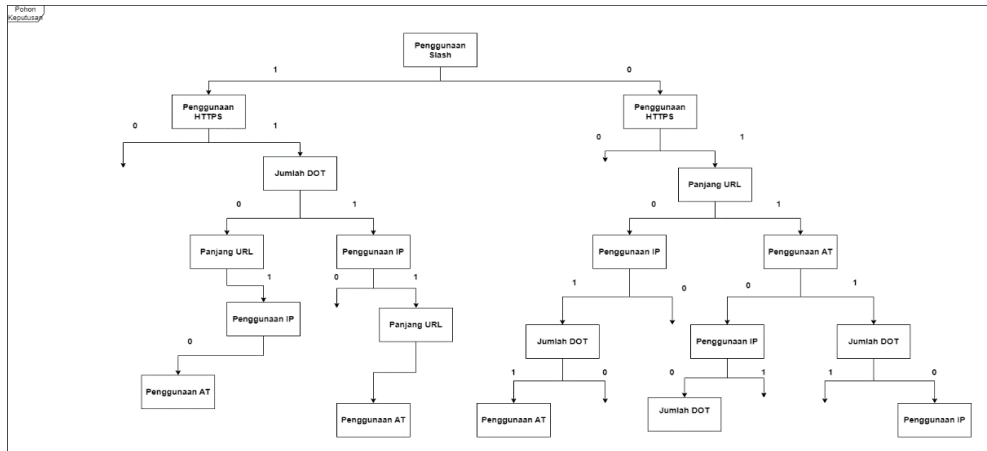 Pohon
Keputusan
Penggunaan
Slash
1
0
Penggunaan
HTTPS
Penggunaan
HTTPS
0
1
0
1
Jumlah DOT
Panjang URL
0
1
0
1
Panjang URL
Penggunaan IP
Penggunaan IP
Penggunaan AT
1
0
1
1
0
0
1
Penggunaan IP
Panjang URL
Jumlah DOT
Penggunaan IP
Jumlah DOT
0
1
0
0
1
1
0
Penggunaan AT
Penggunaan AT
Penggunaan AT
Jumlah DOT
Penggunaan IP